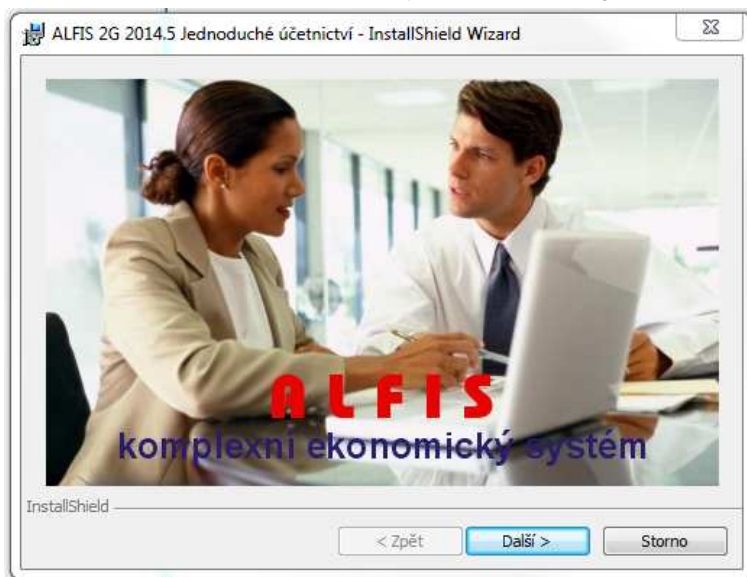 ALFIS 2G 2014.5 Jednoduché účetnictví - InstallShield Wizard
ALFIS
komplexní ekonomický systém
InstallShield
< Zpět
Další >
Storno